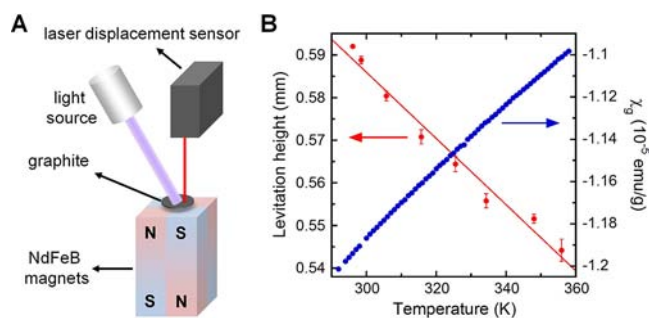 A
laser displacement sensor
light
source
graphite
NdFeB
magnets
N S
S N
B
Levitation height (mm)
0.59
0.58
0.57
0.56
0.55
0.54
300 320 340 360
Temperature (K)
-1.1
-1.12
-1.14
-1.16
-1.18
-1.2
χg (10-5 emu/g)